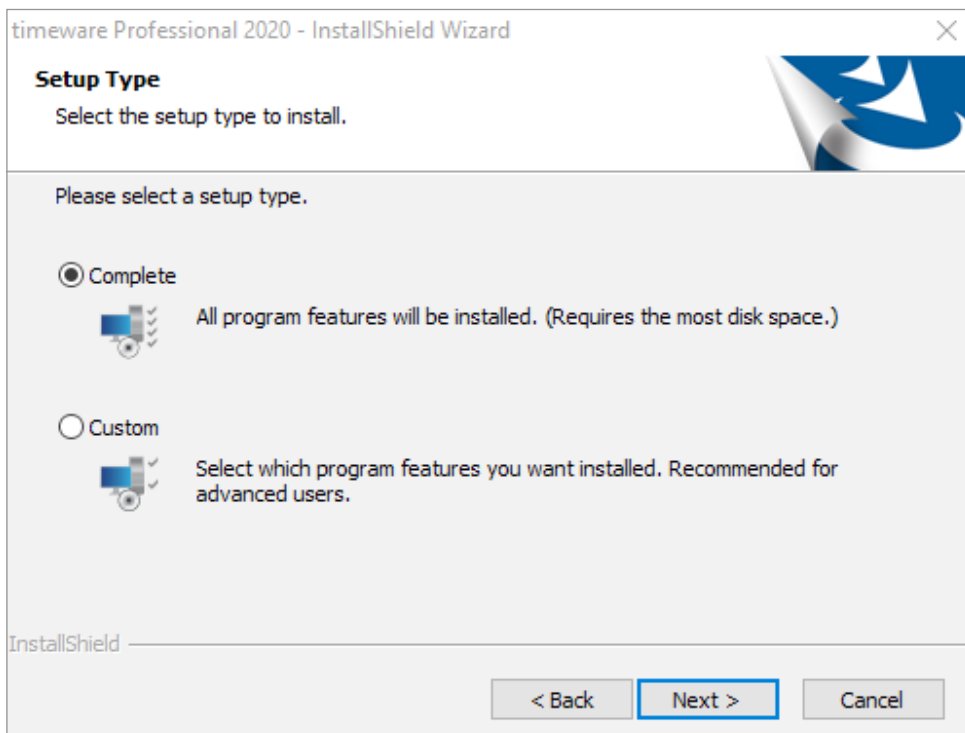 timeware Professional 2020 - InstallShield Wizard
Setup Type
Select the setup type to install.
Please select a setup type.
Complete
All program features will be installed. (Requires the most disk space.)
Custom
Select which program features you want installed. Recommended for
advanced users.
InstallShield
< Back
Next >
Cancel